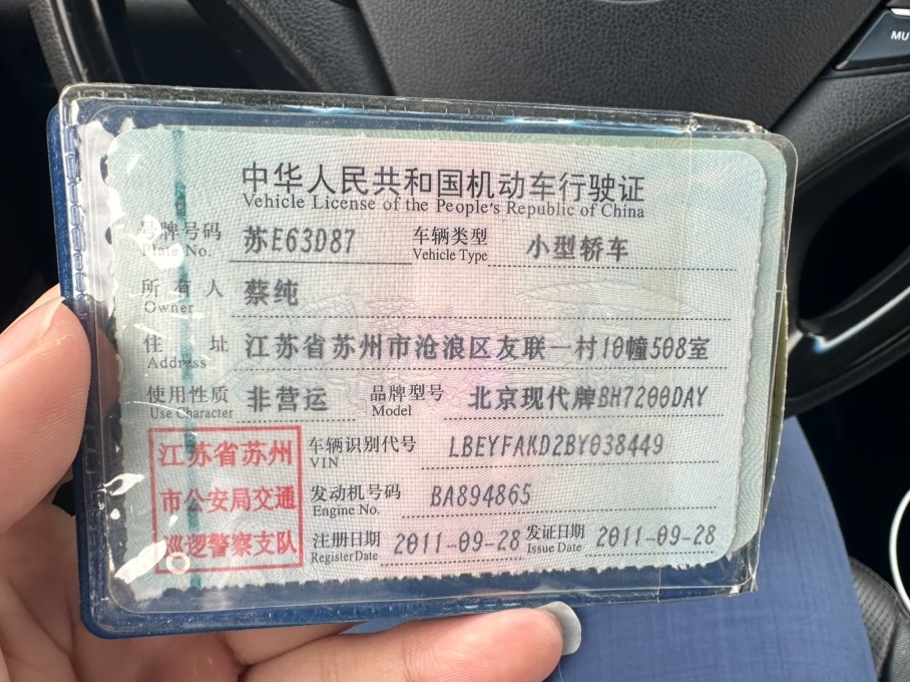 中华人民共和国机动车行驶证
Vehicle License of the People's Republic of China
号牌号码 苏E63D87 车辆类型 小型轿车
Plate No. Vehicle Type
所有人 蔡纯
Owner
住址 江苏省苏州市沧浪区友联一村10幢508室
Address
使用性质 非营运 品牌型号 北京现代牌BH7200DAY
Use Character Model
江苏省苏州 车辆识别代号 LBEYFAKD2BY038449
VIN
市公安局交通 发动机号码 BA894865
Engine No.
巡逻警察支队 注册日期 2011-09-28 发证日期 2011-09-28
Register Date Issue Date
MU